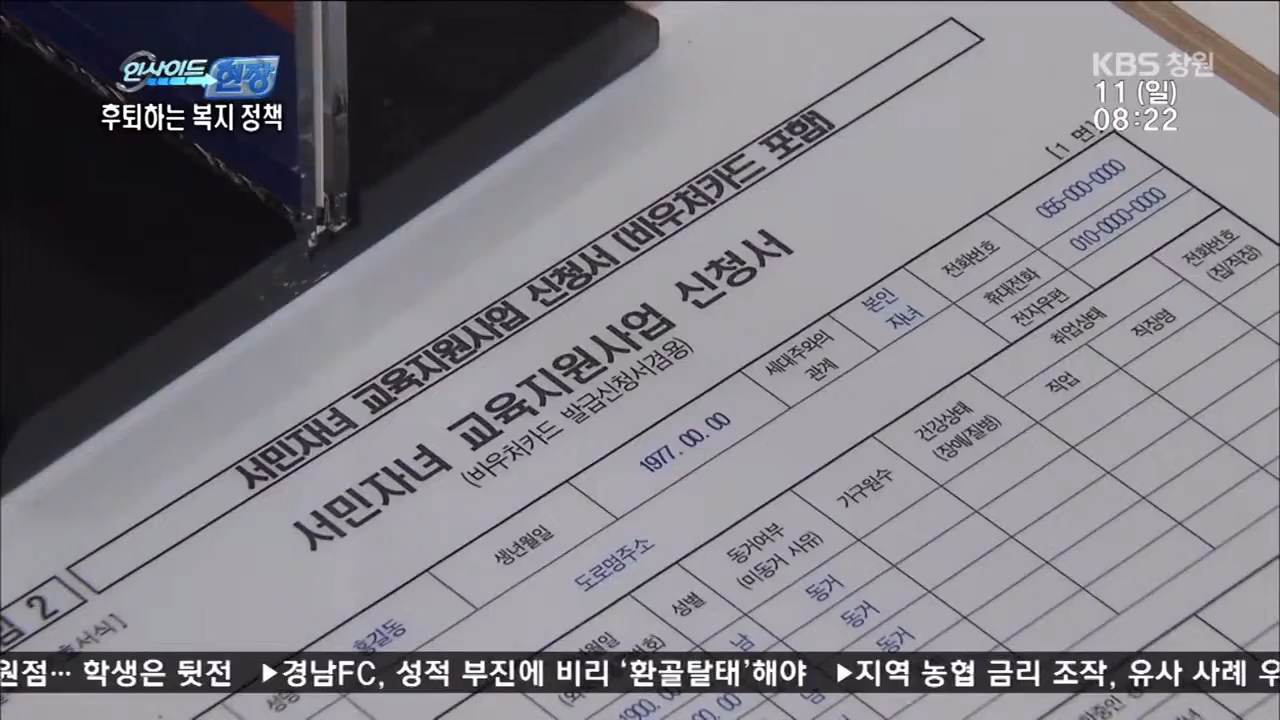 인사이드 현장
후퇴하는 복지 정책
KBS 창원
11 (일)
08:22
서민자녀 교육지원사업 신청서 [바우처카드 포함]
[1 면]
서민자녀 교육지원사업 신청서
(바우처카드 발급신청서겸용)
2
서식]
홍길동
생년월일
1977. 00. 00
세대주와의
관계
본인
자녀
전화번호
055-000-0000
휴대전화
010-0000-0000
전자우편
도로명주소
성별
동거여부
(미동거 사유)
가구원수
건강상태
(장애/질병)
취업상태
직업
직장명
전화번호
(집/직장)
남
동거
동거
동거
1900.
원점… 학생은 뒷전 ▶경남FC, 성적 부진에 비리 ‘환골탈태’해야 ▶지역 농협 금리 조작, 유사 사례 우